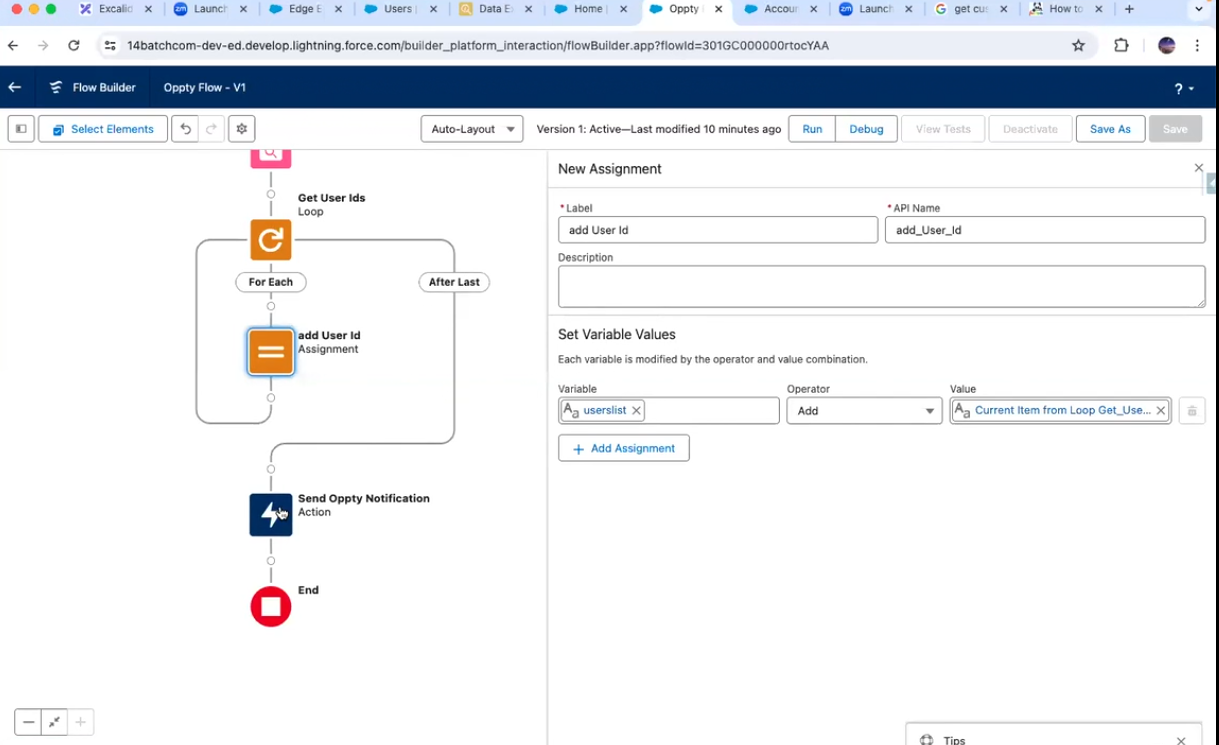 Excalid
Launch
Edge E
Users
Data E
Home
Oppty
Accou
Launch
get cu
How to
14batchcom-dev-ed.develop.lightning.force.com/builder_platform_interaction/flowBuilder.app?flowId=301GC000000rtocYAA
Flow Builder
Oppty Flow - V1
?
Select Elements
Auto-Layout
Version 1: Active—Last modified 10 minutes ago
Run
Debug
View Tests
Deactivate
Save As
Save
Get User Ids
Loop
For Each
After Last
add User Id
Assignment
Send Oppty Notification
Action
End
New Assignment
* Label
* API Name
add User Id
add_User_Id
Description
Set Variable Values
Each variable is modified by the operator and value combination.
Variable
Operator
Value
Aa userslist
Add
Aa Current Item from Loop Get_Use...
+ Add Assignment
Tips